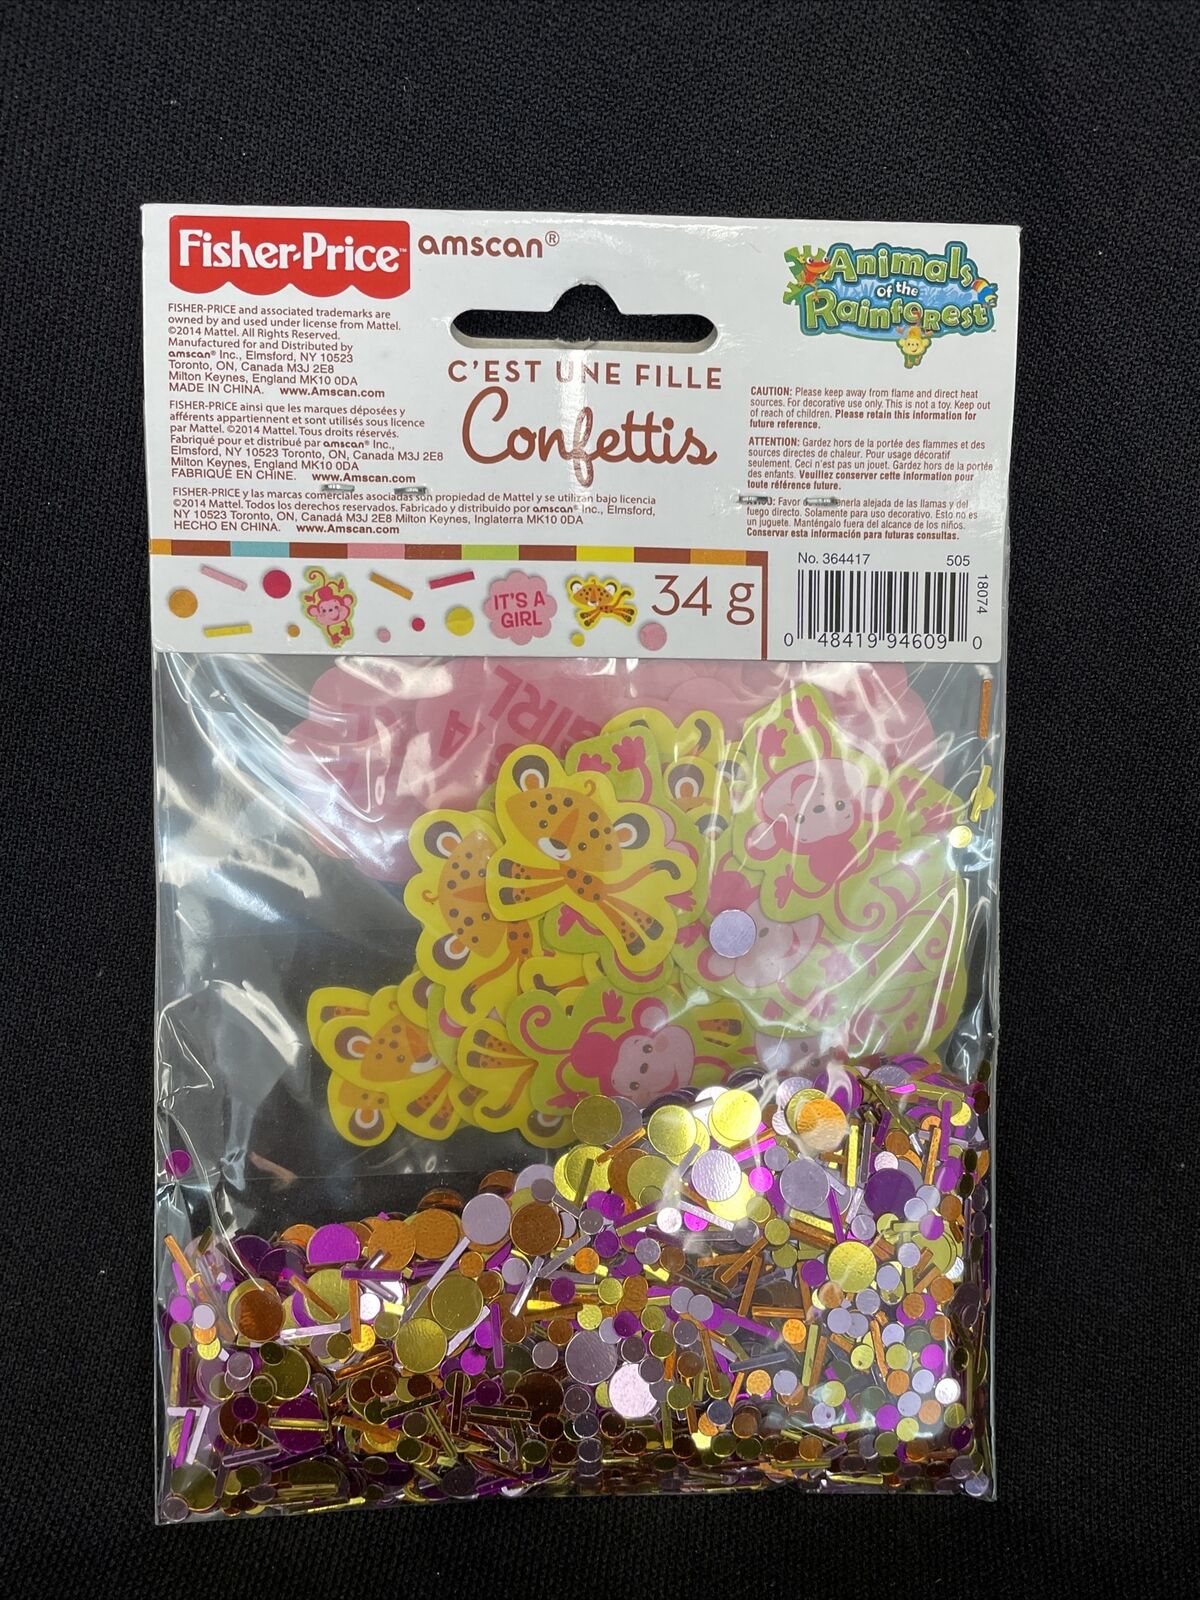 Fisher-Price™
amscan®
Animals
of the
Rainforest™
FISHER-PRICE and associated trademarks are
owned by and used under license from Mattel.
©2014 Mattel. All Rights Reserved.
Manufactured for and Distributed by
amscan® Inc., Elmsford, NY 10523
Toronto, ON, Canada M3J 2E8
Milton Keynes, England MK10 0DA
MADE IN CHINA. www.Amscan.com
FISHER-PRICE ainsi que les marques déposées y
afférents appartiennent et sont utilisés sous licence
par Mattel. ©2014 Mattel. Tous droits réservés.
Fabriqué pour et distribué par amscan® Inc.,
Elmsford, NY 10523 Toronto, ON, Canada M3J 2E8
Milton Keynes, England MK10 0DA
FABRIQUÉ EN CHINE. www.Amscan.com
FISHER-PRICE y las marcas comerciales asociadas son propiedad de Mattel y se utilizan bajo licencia
©2014 Mattel. Todos los derechos reservados. Fabricado y distribuido por amscan® Inc., Elmsford,
NY 10523 Toronto, ON, Canadá M3J 2E8 Milton Keynes, Inglaterra MK10 0DA
HECHO EN CHINA. www.Amscan.com
C'EST UNE FILLE
Confettis
CAUTION: Please keep away from flame and direct heat
sources. For decorative use only. This is not a toy. Keep out
of reach of children. Please retain this information for
future reference.
ATTENTION: Gardez hors de la portée des flammes et des
sources directes de chaleur. Pour usage décoratif
seulement. Ceci n'est pas un jouet. Gardez hors de la portée
des enfants. Veuillez conserver cette information pour
toute référence future.
Favor alejada de las llamas y del
fuego directo. Solamente para uso decorativo. Esto no es
un juguete. Manténgalo fuera del alcance de los niños.
Conservar esta información para futuras consultas.
IT'S A
GIRL
34 g
No. 364417 505
18074
0 48419 94609 0
A
GIRL